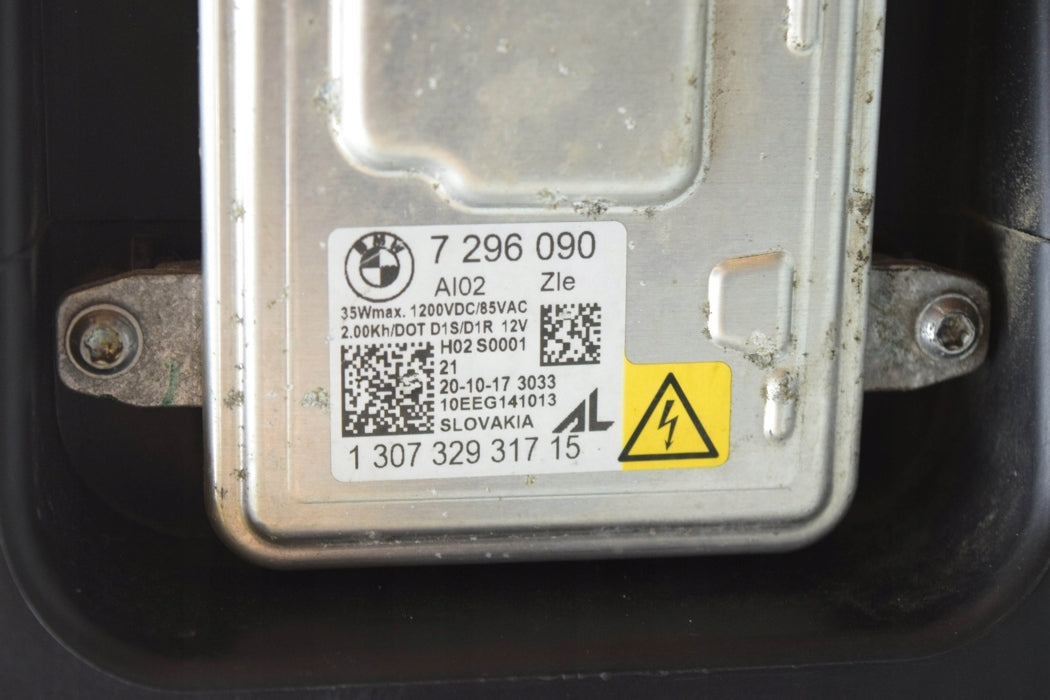 BMW
7 296 090
AI02 ZIe
35Wmax. 1200VDC/85VAC
2.00Kh/DOT D1S/D1R 12V
H02 S0001
21
20-10-17 3033
10EEG141013
SLOVAKIA AL
1 307 329 317 15